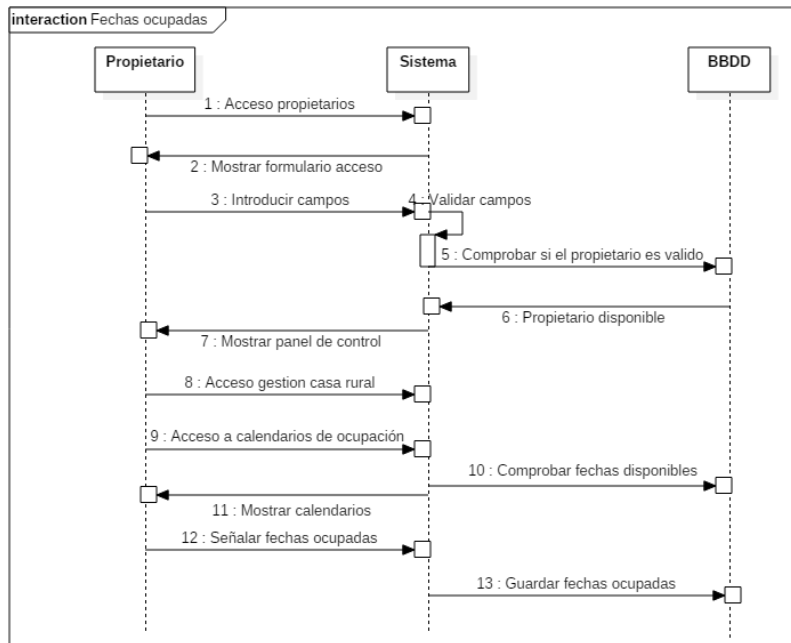 interaction Fechas ocupadas
Propietario
Sistema
BBDD
1 : Acceso propietarios
2 : Mostrar formulario acceso
3 : Introducir campos
4 : Validar campos
5 : Comprobar si el propietario es valido
6 : Propietario disponible
7 : Mostrar panel de control
8 : Acceso gestion casa rural
9 : Acceso a calendarios de ocupación
10 : Comprobar fechas disponibles
11 : Mostrar calendarios
12 : Señalar fechas ocupadas
13 : Guardar fechas ocupadas